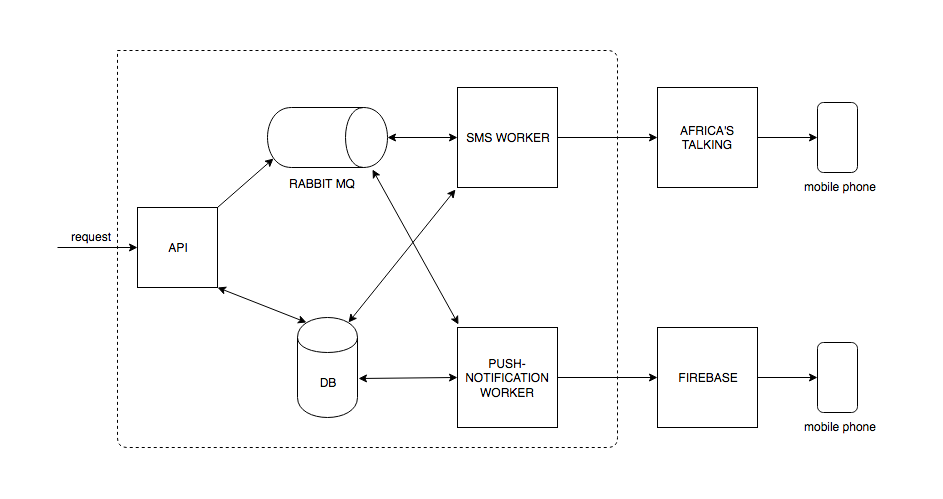 SMS WORKER
AFRICA'S
TALKING
RABBIT MQ
mobile phone
request
API
PUSH-
NOTIFICATION
WORKER
DB
FIREBASE
mobile phone